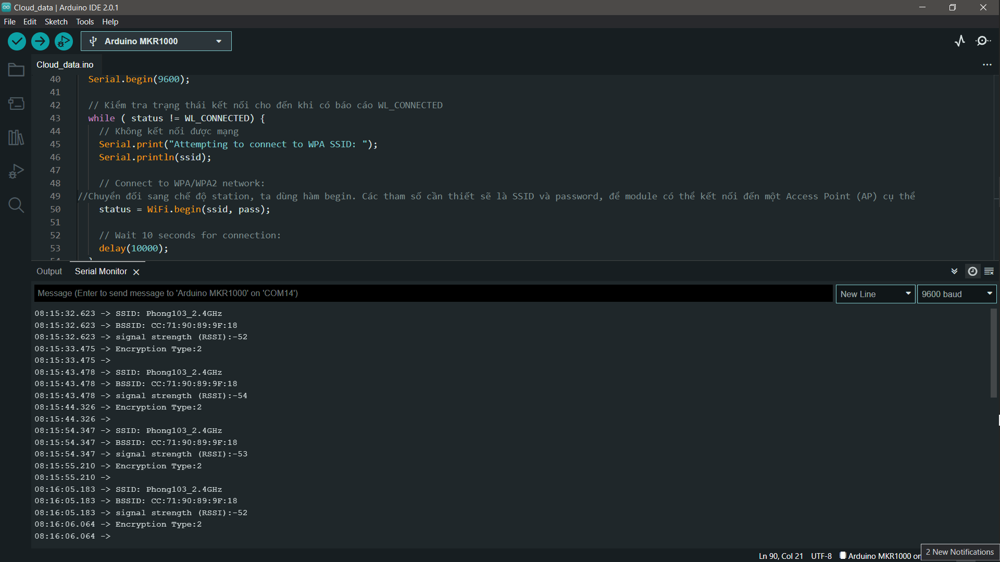 Cloud_data | Arduino IDE 2.0.1
File Edit Sketch Tools Help
Arduino MKR1000
Cloud_data.ino
40 Serial.begin(9600);
41
42 // Kiểm tra trạng thái kết nối cho đến khi có báo cáo WL_CONNECTED
43 while ( status != WL_CONNECTED) {
44 // Không kết nối được mạng
45 Serial.print("Attempting to connect to WPA SSID: ");
46 Serial.println(ssid);
47
48 // Connect to WPA/WPA2 network:
49 //Chuyển đối sang chế độ station, ta dùng hàm begin. Các tham số cần thiết sẽ là SSID và password, để module có thể kết nối đến một Access Point (AP) cụ thể
50 status = WiFi.begin(ssid, pass);
51
52 // Wait 10 seconds for connection:
53 delay(10000);
Output Serial Monitor
Message (Enter to send message to 'Arduino MKR1000' on 'COM14')
New Line
9600 baud
08:15:32.623 -> SSID: Phong103_2.4GHz
08:15:32.623 -> BSSID: CC:71:90:89:9F:18
08:15:32.623 -> signal strength (RSSI):-52
08:15:33.475 -> Encryption Type:2
08:15:33.475 ->
08:15:43.478 -> SSID: Phong103_2.4GHz
08:15:43.478 -> BSSID: CC:71:90:89:9F:18
08:15:43.478 -> signal strength (RSSI):-54
08:15:44.326 -> Encryption Type:2
08:15:44.326 ->
08:15:54.347 -> SSID: Phong103_2.4GHz
08:15:54.347 -> BSSID: CC:71:90:89:9F:18
08:15:54.347 -> signal strength (RSSI):-53
08:15:55.210 -> Encryption Type:2
08:15:55.210 ->
08:16:05.183 -> SSID: Phong103_2.4GHz
08:16:05.183 -> BSSID: CC:71:90:89:9F:18
08:16:05.183 -> signal strength (RSSI):-52
08:16:06.064 -> Encryption Type:2
08:16:06.064 ->
Ln 90, Col 21 UTF-8 Arduino MKR1000
2 New Notifications